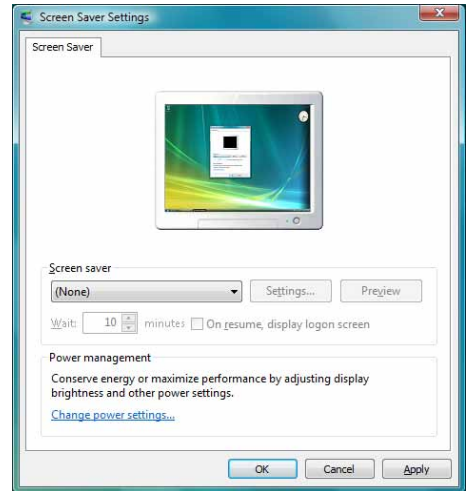 Screen Saver Settings
Screen Saver
Screen saver
(None)
Settings...
Preview
Wait:
10
minutes
On resume, display logon screen
Power management
Conserve energy or maximize performance by adjusting display
brightness and other power settings.
Change power settings...
OK
Cancel
Apply